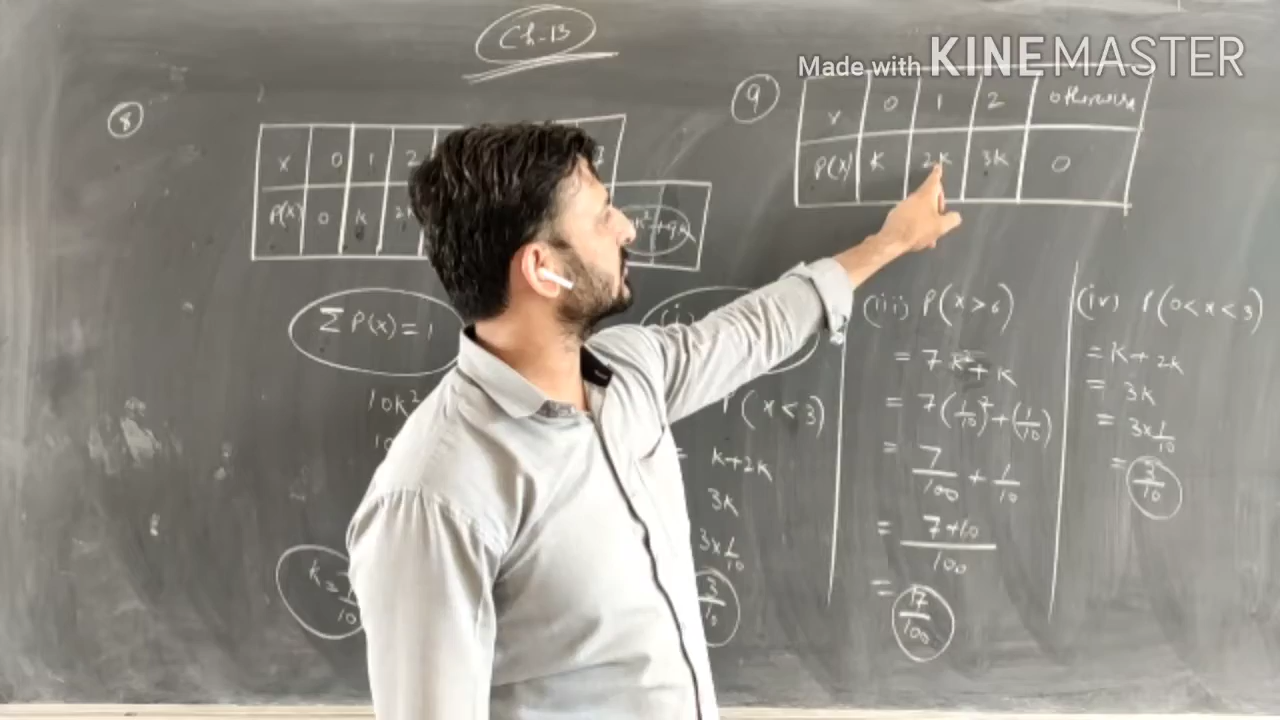 Ch-13
Made with KINEMASTER
8
X 0 1 2
P(X) 0 k
9
X 0 1 2 otherwise
P(X) k 2k 3k 0
Σ P(X) = 1
10k²
k = 1/10
P(x < 3)
= k + 2k
3k
3 × 1/10
3/10
(iii) P(x > 6)
= 7k² + k
= 7(1/10)² + (1/10)
= 7/100 + 1/10
= 7+10/100
= 17/100
(iv) P(0 < x < 3)
= k + 2k
= 3k
= 3 × 1/10
= 3/10